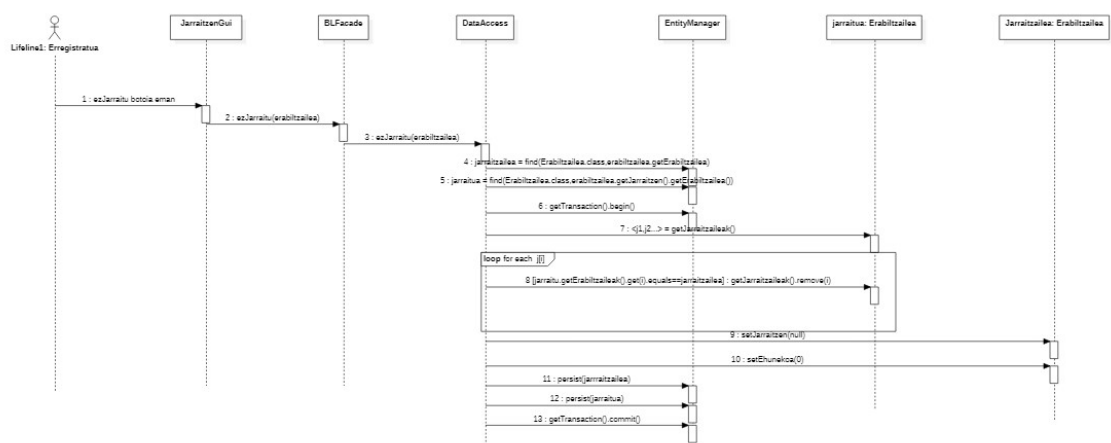 JarraitzenGui
BLFacade
DataAccess
EntityManager
jarraitua: Erabiltzailea
Jarraitzailea: Erabiltzailea
Lifeline1: Erregistratua
1 : ezJarraitu botoia eman
2 : ezJarraitu(erabiltzailea)
3 : ezJarraitu(erabiltzailea)
4 : jarraitzailea = find(Erabiltzailea.class,erabiltzailea.getErabiltzailea)
5 : jarraitua = find(Erabiltzailea.class,erabiltzailea.getJarraitzen().getErabiltzailea())
6 : getTransaction().begin()
7 : <j1,j2...> = getJarraitzaileak()
loop for each j[i]
8 [jarraitu.getErabiltzaileak().get(i).equals==jarraitzailea] : getJarraitzaileak().remove(i)
9 : setJarraitzen(null)
10 : setEhunekoa(0)
11 : persist(jarrraitzailea)
12 : persist(jarraitua)
13 : getTransaction().commit()